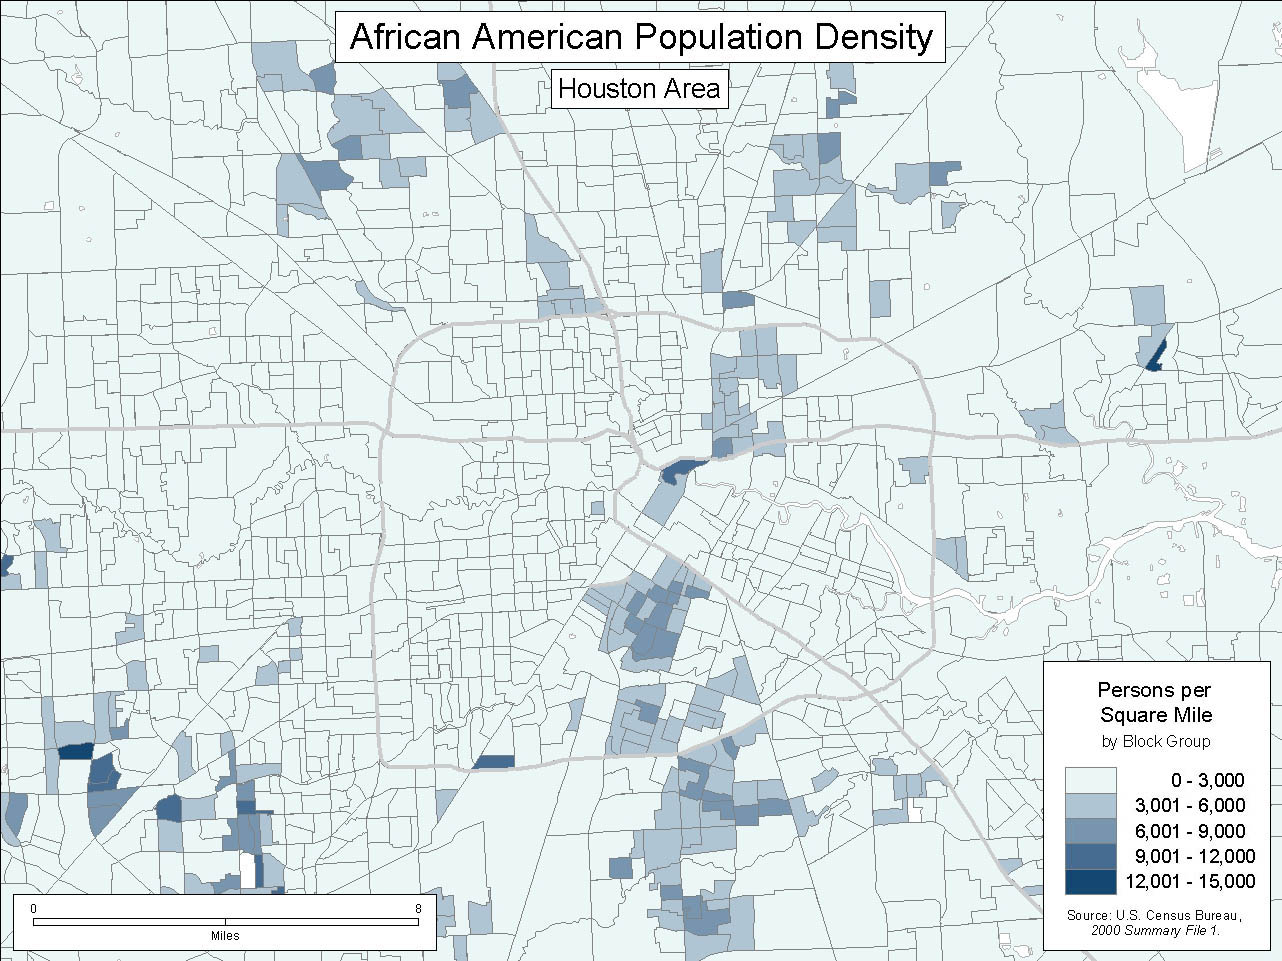 African American Population Density
Houston Area
Persons per
Square Mile
by Block Group
0 - 3,000
3,001 - 6,000
6,001 - 9,000
9,001 - 12,000
12,001 - 15,000
Source: U.S. Census Bureau,
2000 Summary File 1.
0 8
Miles